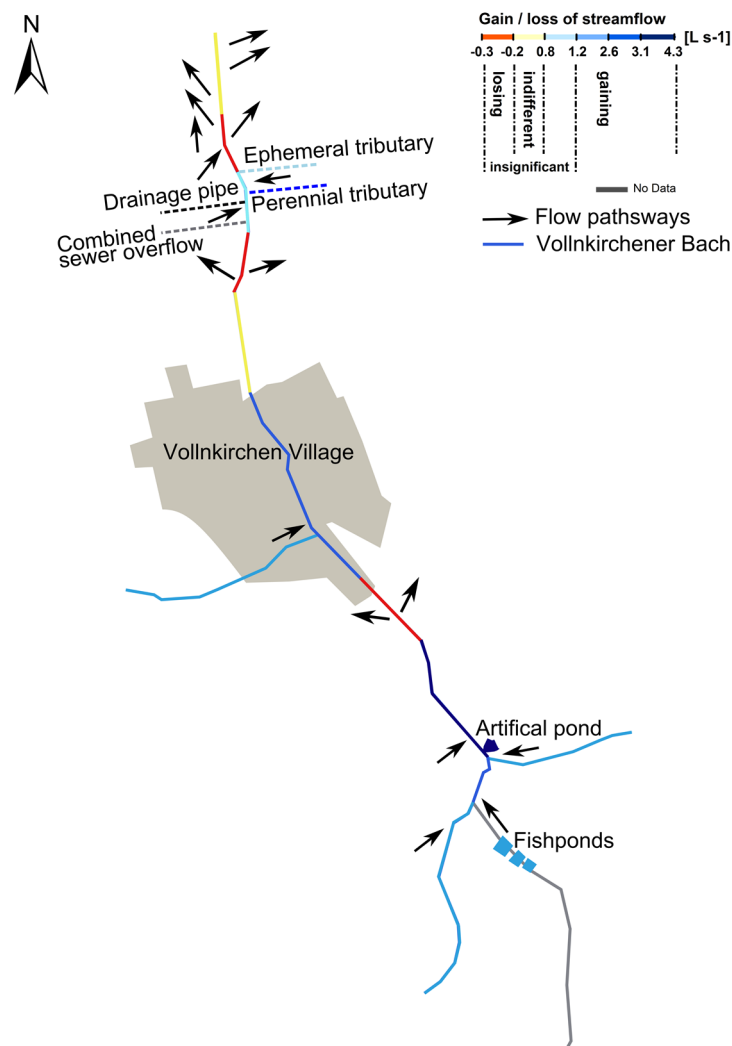 N
Gain / loss of streamflow
-0.3 -0.2 0.8 1.2 2.6 3.1 4.3 [L s-1]
losing
indifferent
gaining
insignificant
No Data
Flow pathsways
Vollnkirchener Bach
Ephemeral tributary
Drainage pipe
Perennial tributary
Combined
sewer overflow
Vollnkirchen Village
Artifical pond
Fishponds